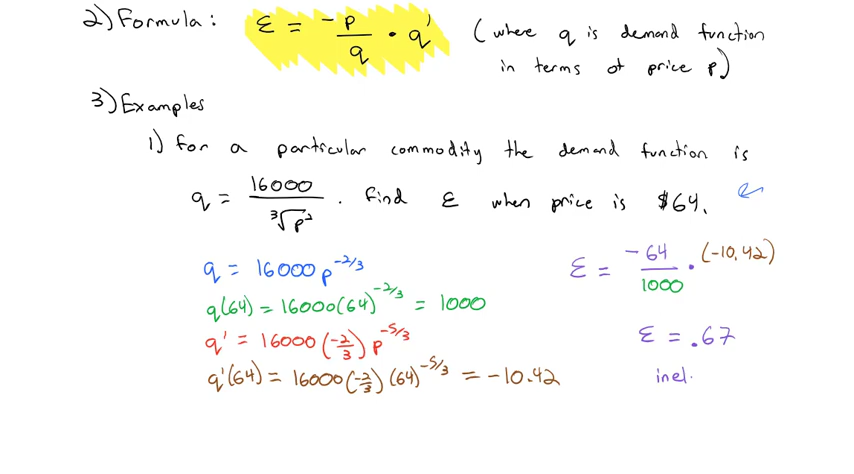 2) Formula: ε = -p/q · q' (where q is demand function
in terms of price p)
3) Examples
1) For a particular commodity the demand function is
q = 16000/∛p². Find ε when price is $64.
q = 16000p^-2/3
q(64) = 16000(64)^-2/3 = 1000
q' = 16000(-2/3)p^-5/3
q'(64) = 16000(-2/3)(64)^-5/3 = -10.42
ε = -64/1000 · (-10.42)
ε = .67
inel.